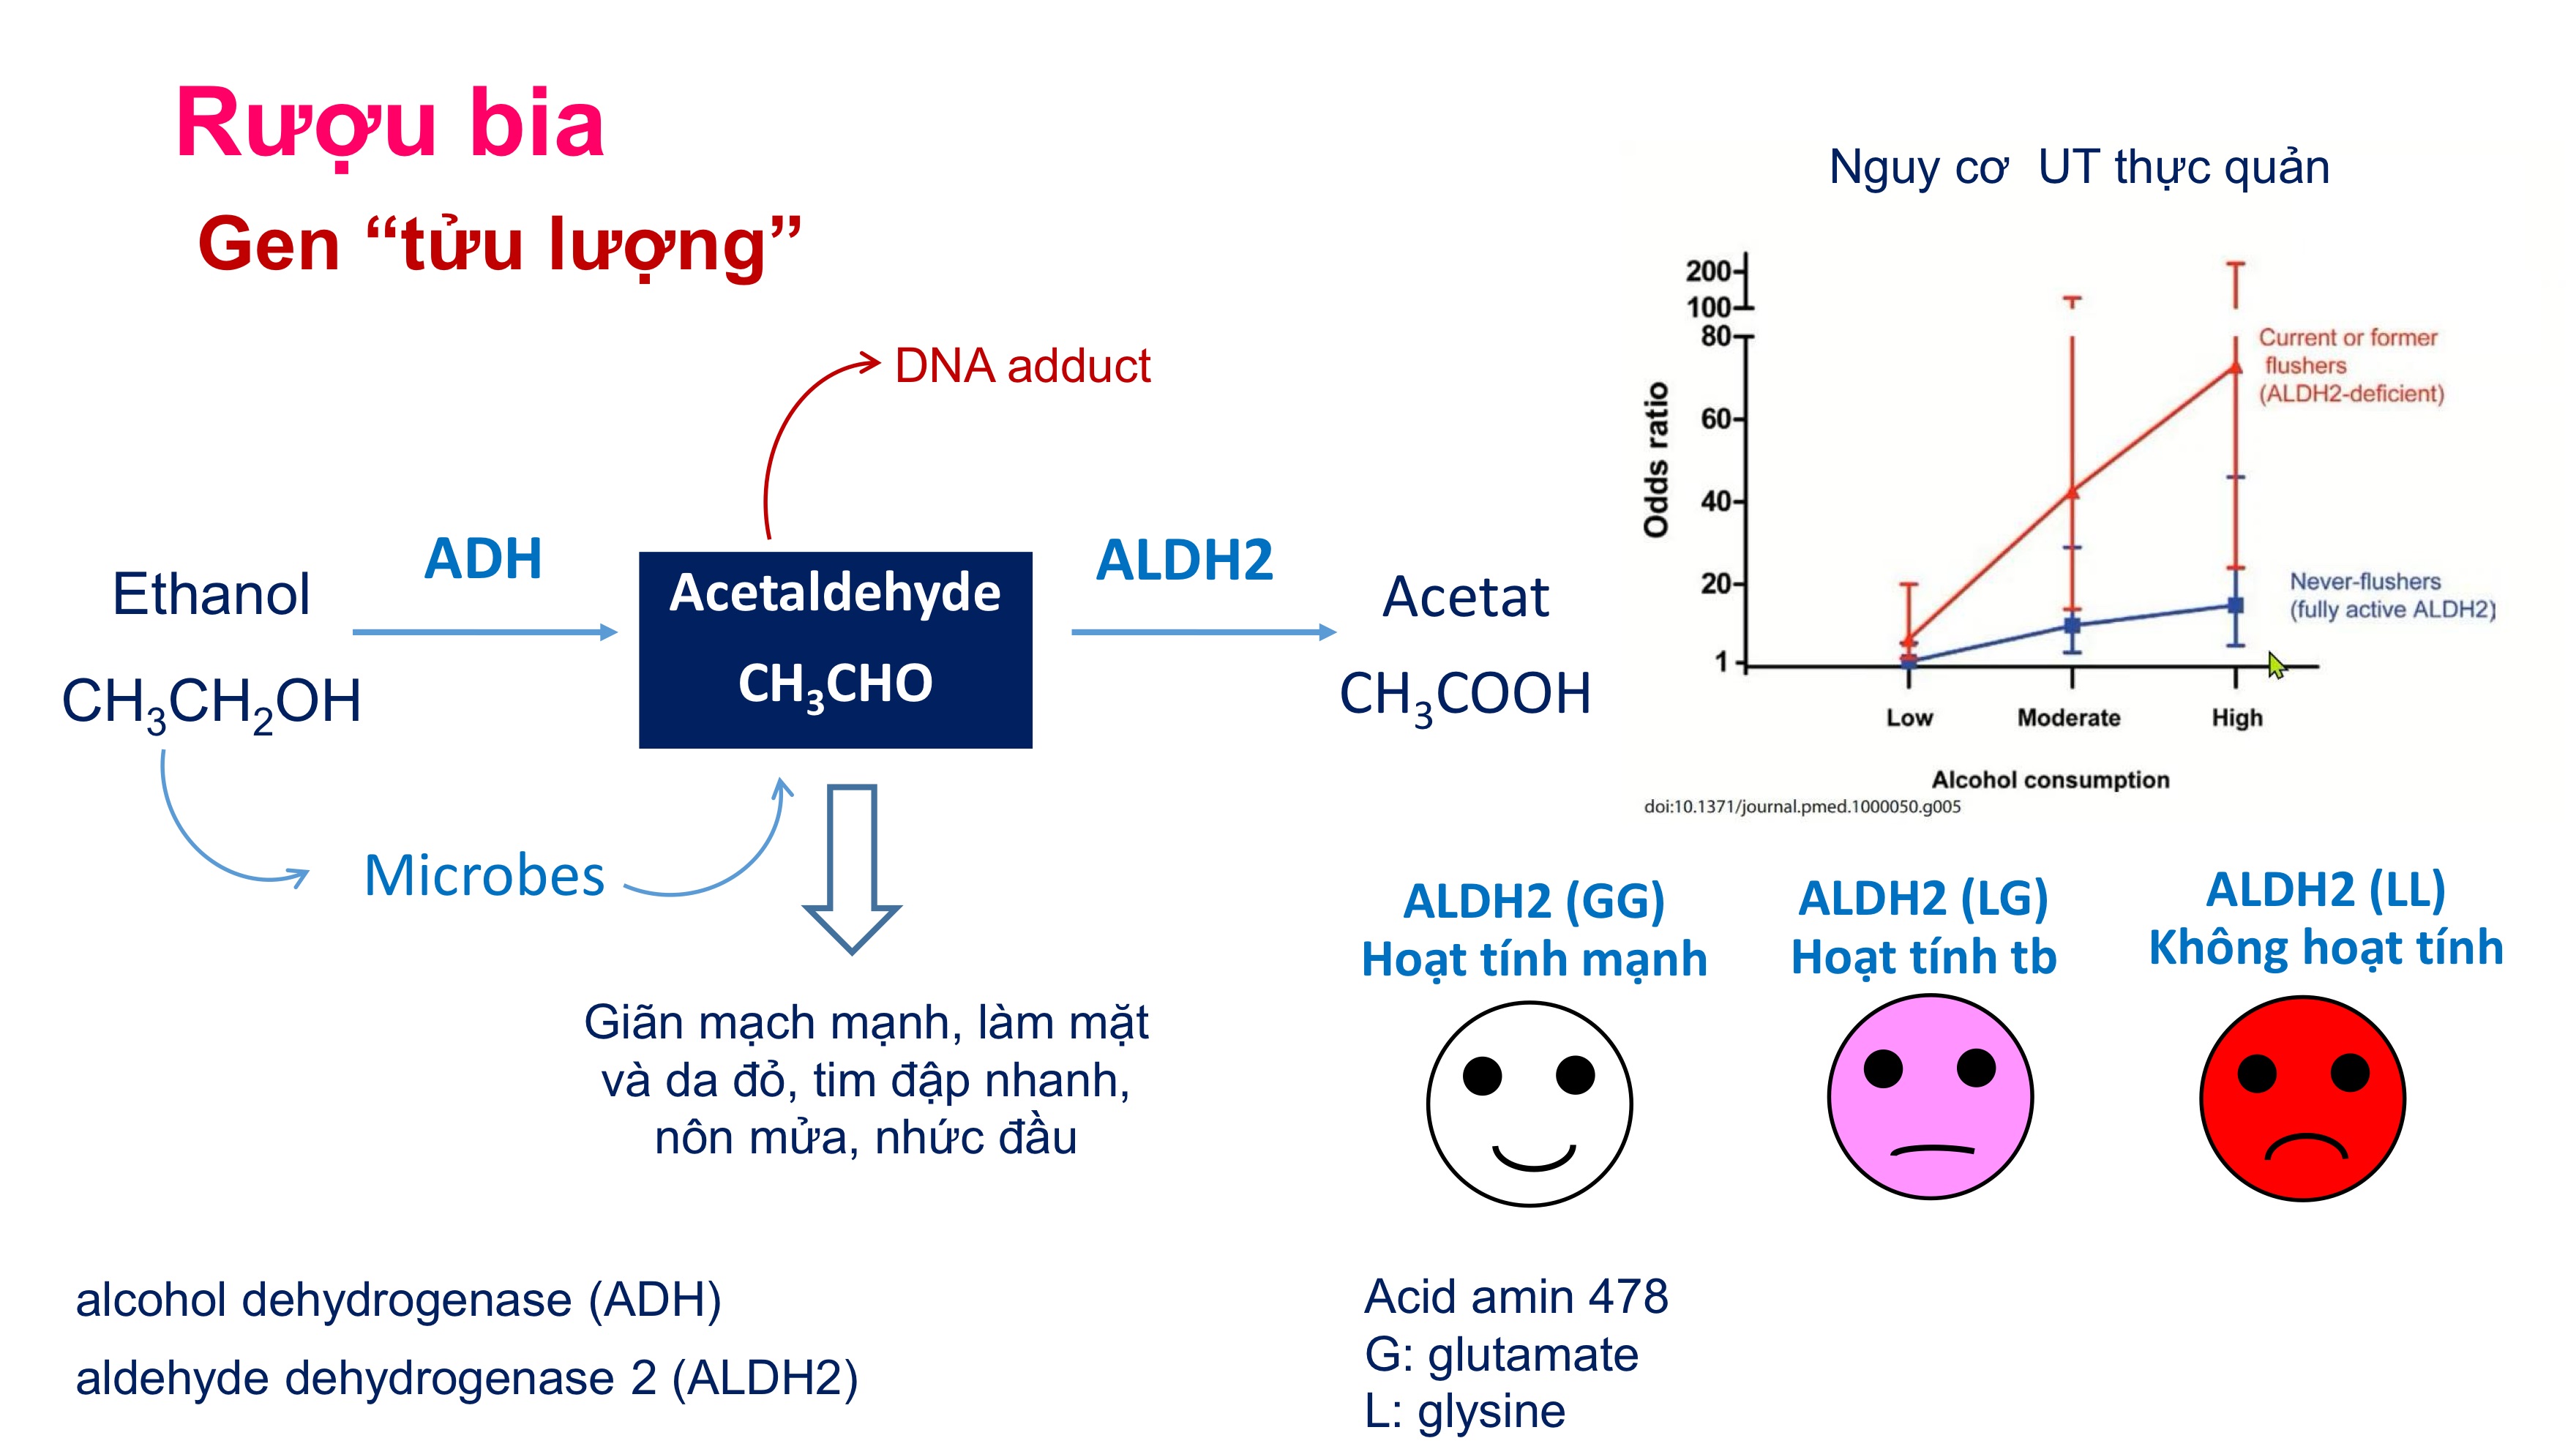 Rượu bia
Gen “tửu lượng”
DNA adduct
ADH
Ethanol
CH₃CH₂OH
Acetaldehyde
CH₃CHO
ALDH2
Acetat
CH₃COOH
Microbes
Giãn mạch mạnh, làm mặt
và da đỏ, tim đập nhanh,
nôn mửa, nhức đầu
alcohol dehydrogenase (ADH)
aldehyde dehydrogenase 2 (ALDH2)
Nguy cơ UT thực quản
200
100
80
60
40
20
1
Odds ratio
Current or former
flushers
(ALDH2-deficient)
Never-flushers
(fully active ALDH2)
Low Moderate High
Alcohol consumption
doi:10.1371/journal.pmed.1000050.g005
ALDH2 (GG)
Hoạt tính mạnh
ALDH2 (LG)
Hoạt tính tb
ALDH2 (LL)
Không hoạt tính
Acid amin 478
G: glutamate
L: glysine